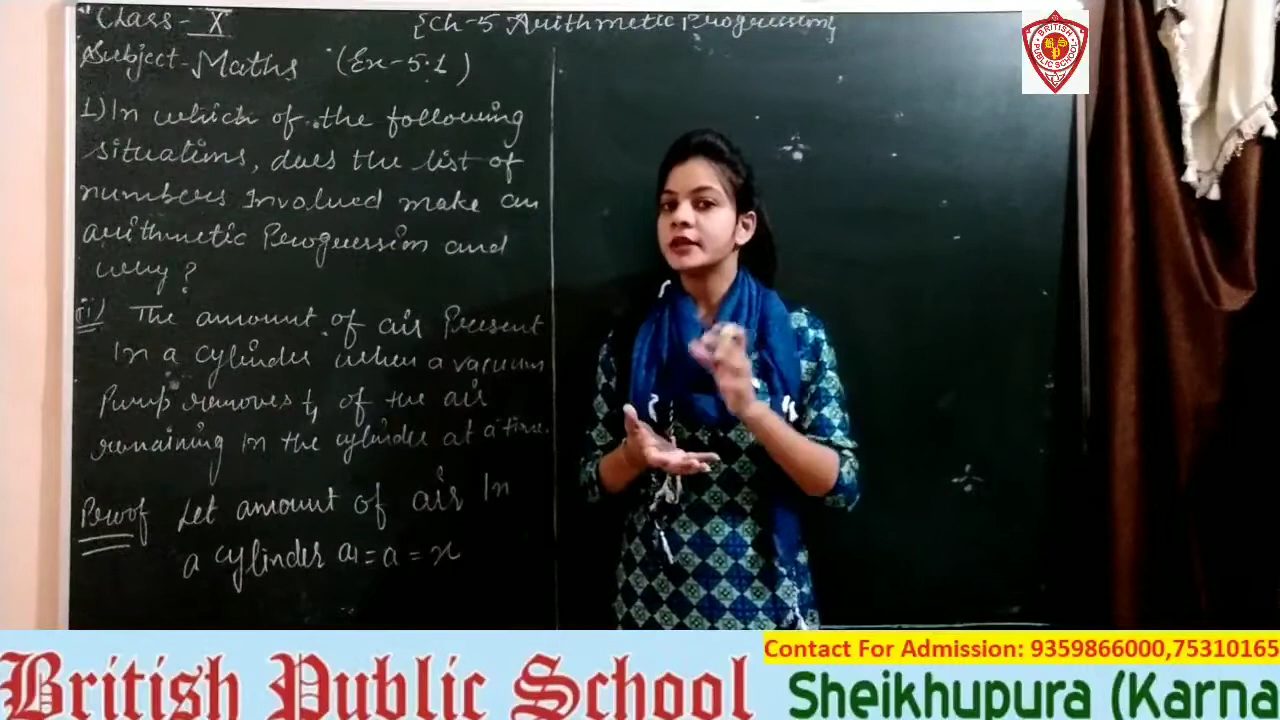 Class - X
{Ch-5 Arithmetic Progression}
Subject - Maths (Ex-5.1)
1) In which of the following
situations, does the list of
numbers Involved make an
arithmetic Progression and
why?
ii) The amount of air Present
In a cylinder when a vacuum
Pump removes 1/4 of the air
remaining In the cylinder at a time.
Proof Let amount of air In
a cylinder a1 = a = x
BRITISH
PUBLIC SCHOOL
Contact For Admission: 9359866000,75310165
British Public School
Sheikhupura (Karna